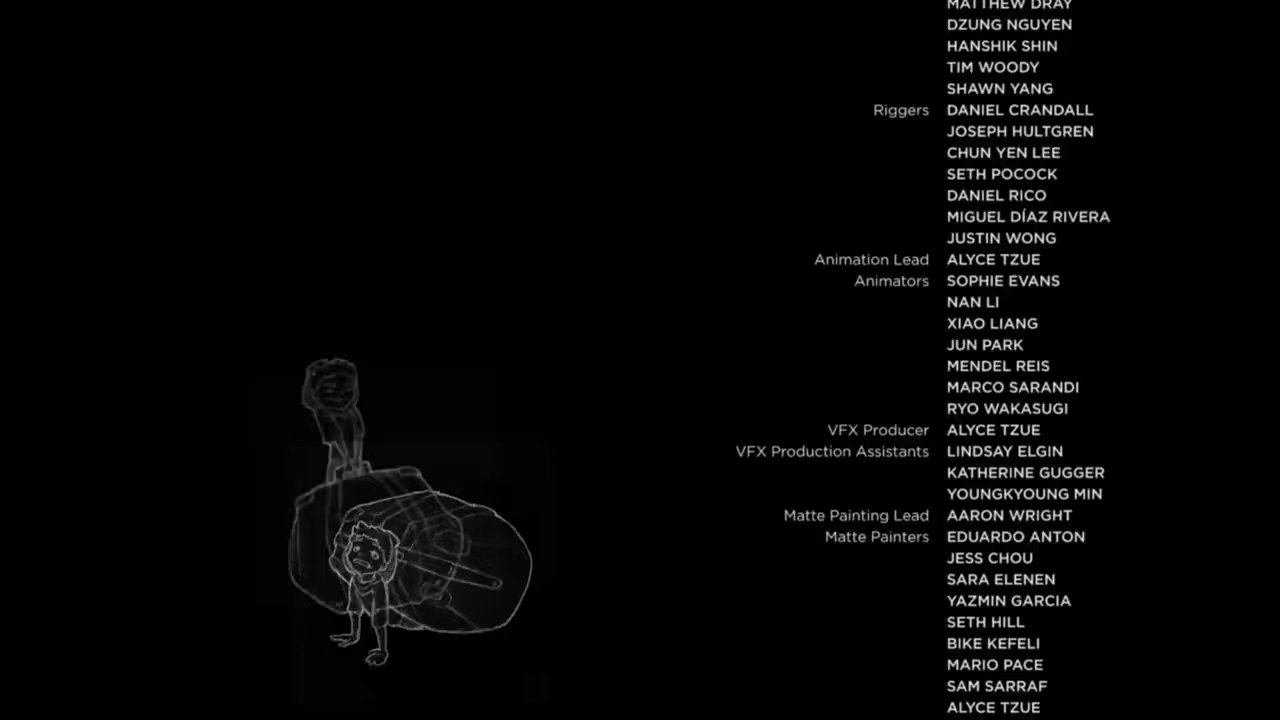 MATTHEW DRAY
DZUNG NGUYEN
HANSHIK SHIN
TIM WOODY
SHAWN YANG
Riggers DANIEL CRANDALL
JOSEPH HULTGREN
CHUN YEN LEE
SETH POCOCK
DANIEL RICO
MIGUEL DÍAZ RIVERA
JUSTIN WONG
Animation Lead ALYCE TZUE
Animators SOPHIE EVANS
NAN LI
XIAO LIANG
JUN PARK
MENDEL REIS
MARCO SARANDI
RYO WAKASUGI
VFX Producer ALYCE TZUE
VFX Production Assistants LINDSAY ELGIN
KATHERINE GUGGER
YOUNGKYOUNG MIN
Matte Painting Lead AARON WRIGHT
Matte Painters EDUARDO ANTON
JESS CHOU
SARA ELENEN
YAZMIN GARCIA
SETH HILL
BIKE KEFELI
MARIO PACE
SAM SARRAF
ALYCE TZUE